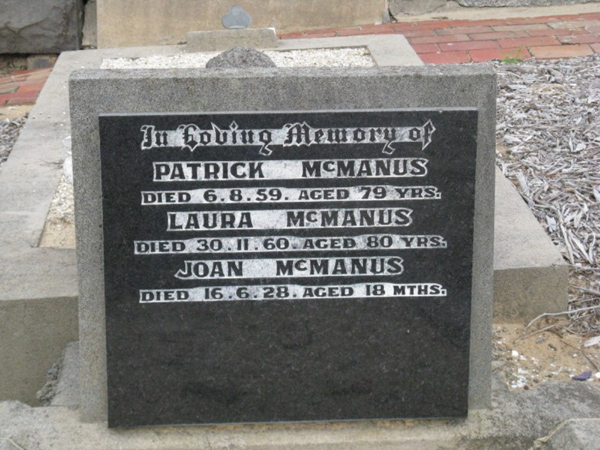 In Loving Memory of
PATRICK McMANUS
DIED 6.8.59. AGED 79 YRS.
LAURA McMANUS
DIED 30.11.60. AGED 80 YRS.
JOAN McMANUS
DIED 16.6.28. AGED 18 MTHS.